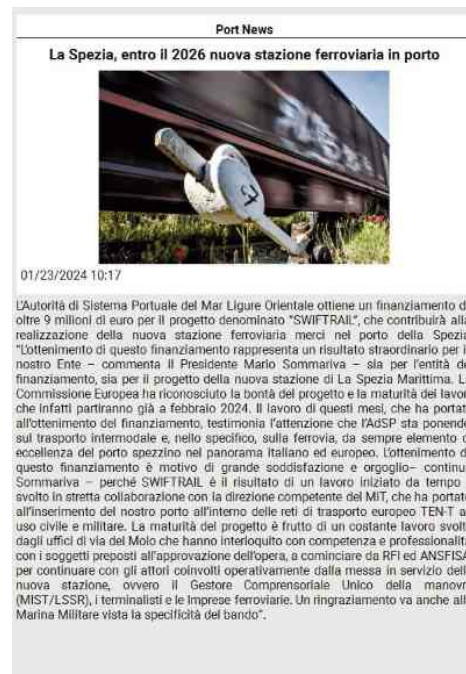 Port News
La Spezia, entro il 2026 nuova stazione ferroviaria in porto
01/23/2024 10:17
L'Autorità di Sistema Portuale del Mar Ligure Orientale ottiene un finanziamento d
oltre 9 milioni di euro per il progetto denominato "SWIFTRAIL", che contribuirà alla
realizzazione della nuova stazione ferroviaria merci nel porto della Spezia
"L'ottenimento di questo finanziamento rappresenta un risultato straordinario per i
nostro Ente – commenta il Presidente Mario Sommariva – sia per l'entità de
finanziamento, sia per il progetto della nuova stazione di La Spezia Marittima. L
Commissione Europea ha riconosciuto la bontà del progetto e la maturità dei lavor
che infatti partiranno già a febbraio 2024. Il lavoro di questi mesi, che ha portat
all'ottenimento del finanziamento, testimonia l'attenzione che l'AdSP sta ponend
sul trasporto intermodale e, nello specifico, sulla ferrovia, da sempre elemento d
eccellenza del porto spezzino nel panorama italiano ed europeo. L'ottenimento d
questo finanziamento è motivo di grande soddisfazione e orgoglio– continu
Sommariva – perché SWIFTRAIL è il risultato di un lavoro iniziato da tempo
svolto in stretta collaborazione con la direzione competente del MIT, che ha portat
all'inserimento del nostro porto all'interno delle reti di trasporto europeo TEN-T a
uso civile e militare. La maturità del progetto è frutto di un costante lavoro svolt
dagli uffici di via del Molo che hanno interloquito con competenza e professionalit
con i soggetti preposti all'approvazione dell'opera, a cominciare da RFI ed ANSFISA
per continuare con gli attori coinvolti operativamente dalla messa in servizio dell
nuova stazione, ovvero il Gestore Comprensoriale Unico della manovr
(MIST/LSSR), i terminalisti e le Imprese ferroviarie. Un ringraziamento va anche all
Marina Militare vista la specificità del bando".